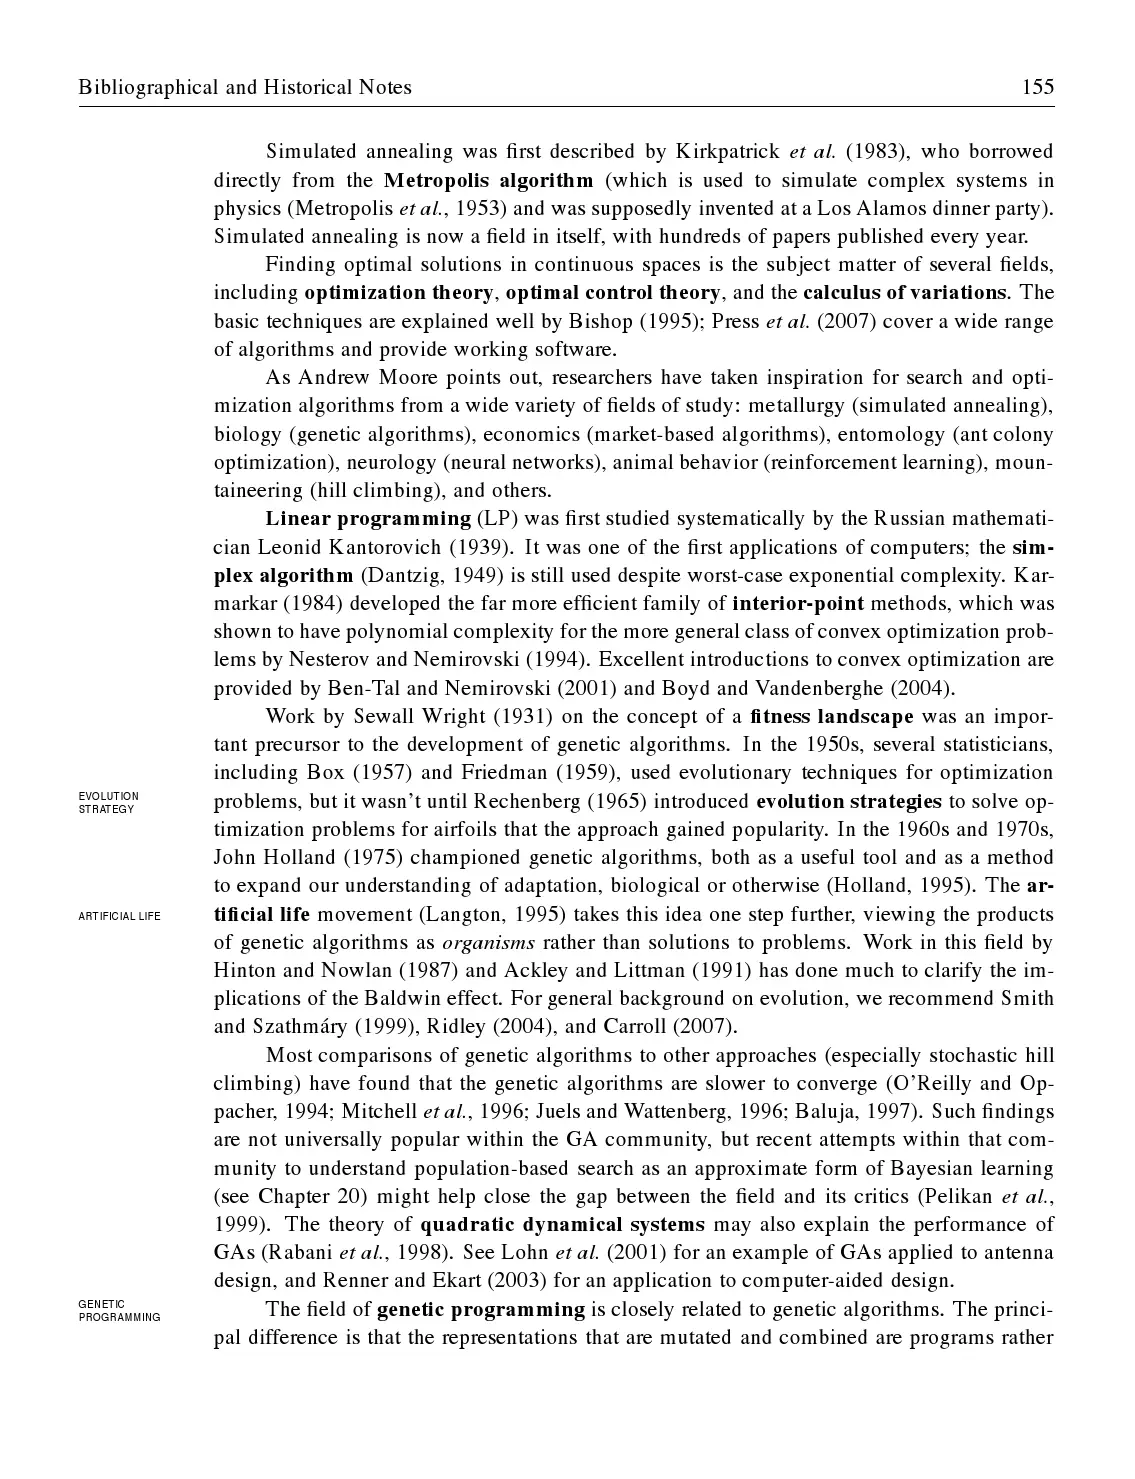 Bibliographical and Historical Notes 155
Simulated annealing was first described by Kirkpatrick et al. (1983), who borrowed
directly from the Metropolis algorithm (which is used to simulate complex systems in
physics (Metropolis et al., 1953) and was supposedly invented at a Los Alamos dinner party).
Simulated annealing is now a field in itself, with hundreds of papers published every year.
Finding optimal solutions in continuous spaces is the subject matter of several fields,
including optimization theory, optimal control theory, and the calculus of variations. The
basic techniques are explained well by Bishop (1995); Press et al. (2007) cover a wide range
of algorithms and provide working software.
As Andrew Moore points out, researchers have taken inspiration for search and opti-
mization algorithms from a wide variety of fields of study: metallurgy (simulated annealing),
biology (genetic algorithms), economics (market-based algorithms), entomology (ant colony
optimization), neurology (neural networks), animal behavior (reinforcement learning), moun-
taineering (hill climbing), and others.
Linear programming (LP) was first studied systematically by the Russian mathemati-
cian Leonid Kantorovich (1939). It was one of the first applications of computers; the sim-
plex algorithm (Dantzig, 1949) is still used despite worst-case exponential complexity. Kar-
markar (1984) developed the far more efficient family of interior-point methods, which was
shown to have polynomial complexity for the more general class of convex optimization prob-
lems by Nesterov and Nemirovski (1994). Excellent introductions to convex optimization are
provided by Ben-Tal and Nemirovski (2001) and Boyd and Vandenberghe (2004).
Work by Sewall Wright (1931) on the concept of a fitness landscape was an impor-
tant precursor to the development of genetic algorithms. In the 1950s, several statisticians,
including Box (1957) and Friedman (1959), used evolutionary techniques for optimization
EVOLUTION
STRATEGY
problems, but it wasn't until Rechenberg (1965) introduced evolution strategies to solve op-
timization problems for airfoils that the approach gained popularity. In the 1960s and 1970s,
John Holland (1975) championed genetic algorithms, both as a useful tool and as a method
to expand our understanding of adaptation, biological or otherwise (Holland, 1995). The ar-
ARTIFICIAL LIFE
tificial life movement (Langton, 1995) takes this idea one step further, viewing the products
of genetic algorithms as organisms rather than solutions to problems. Work in this field by
Hinton and Nowlan (1987) and Ackley and Littman (1991) has done much to clarify the im-
plications of the Baldwin effect. For general background on evolution, we recommend Smith
and Szathmáry (1999), Ridley (2004), and Carroll (2007).
Most comparisons of genetic algorithms to other approaches (especially stochastic hill
climbing) have found that the genetic algorithms are slower to converge (O'Reilly and Op-
pacher, 1994; Mitchell et al., 1996; Juels and Wattenberg, 1996; Baluja, 1997). Such findings
are not universally popular within the GA community, but recent attempts within that com-
munity to understand population-based search as an approximate form of Bayesian learning
(see Chapter 20) might help close the gap between the field and its critics (Pelikan et al.,
1999). The theory of quadratic dynamical systems may also explain the performance of
GAs (Rabani et al., 1998). See Lohn et al. (2001) for an example of GAs applied to antenna
design, and Renner and Ekart (2003) for an application to computer-aided design.
GENETIC
PROGRAMMING
The field of genetic programming is closely related to genetic algorithms. The princi-
pal difference is that the representations that are mutated and combined are programs rather